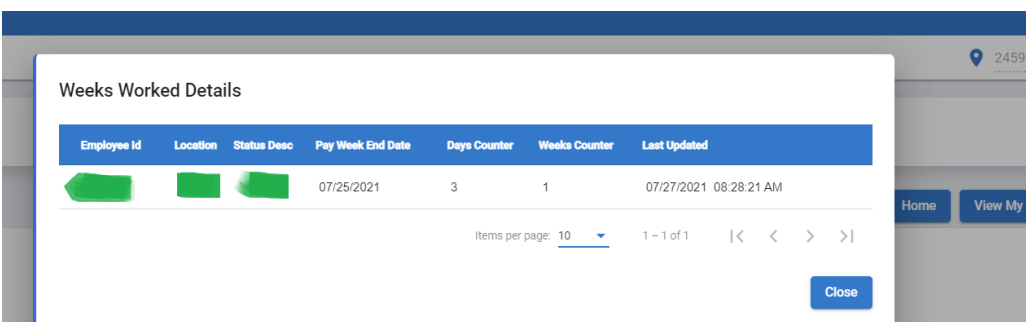 2459
Weeks Worked Details
Employee Id Location Status Desc Pay Week End Date Days Counter Weeks Counter Last Updated
07/25/2021 3 1 07/27/2021 08:28:21 AM
Home View My
Items per page: 10 1 – 1 of 1
Close